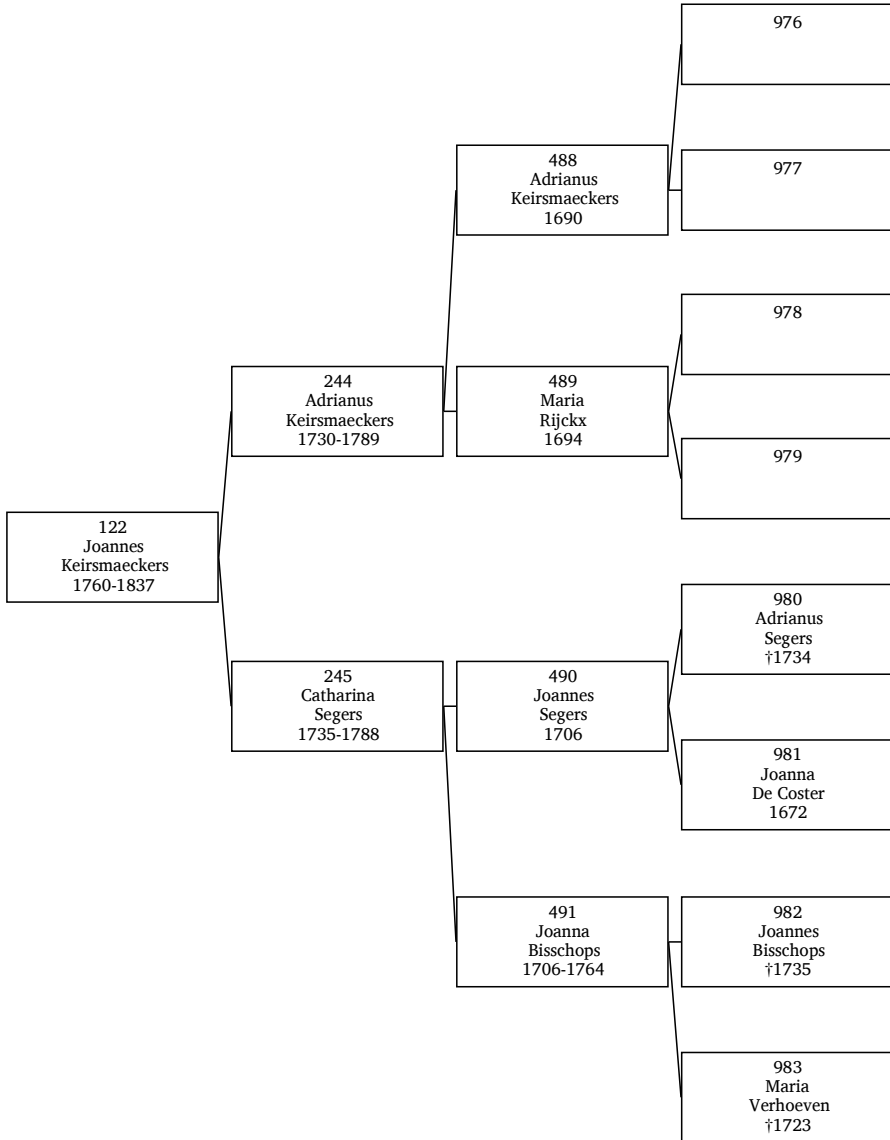 976
977
488
Adrianus
Keirsmaeckers
1690
978
979
489
Maria
Rijckx
1694
244
Adrianus
Keirsmaeckers
1730-1789
122
Joannes
Keirsmaeckers
1760-1837
245
Catharina
Segers
1735-1788
490
Joannes
Segers
1706
980
Adrianus
Segers
†1734
981
Joanna
De Coster
1672
491
Joanna
Bisschops
1706-1764
982
Joannes
Bisschops
†1735
983
Maria
Verhoeven
†1723